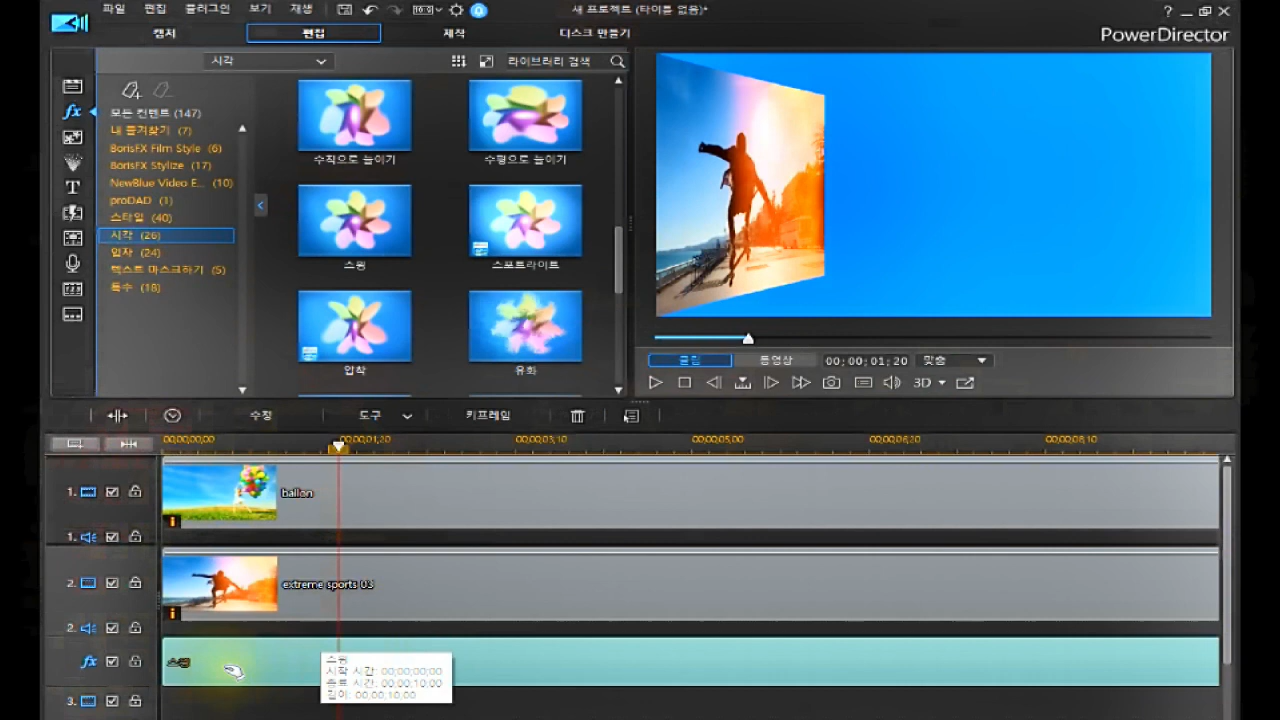 파일 편집 플러그인 보기 재생 새 프로젝트 (타이틀 없음)*
캡처 편집 제작 디스크 만들기 PowerDirector
시각 라이브러리 검색
모든 컨텐트 (147)
내 즐겨찾기 (7)
BorisFX Film Style (6)
BorisFX Stylize (17)
NewBlue Video E... (10)
proDAD (1)
스타일 (40)
시각 (26)
입자 (24)
텍스트 마스크하기 (5)
특수 (18)
수직으로 늘이기 수평으로 늘이기
스윙 스포트라이트
압착 유화
클립 동영상 00;00;01;20 맞춤
3D
수정 도구 키프레임
00;00;00;00 00;00;01;20 00;00;03;10 00;00;05;00 00;00;06;20 00;00;08;10
1. ballon
1.
2. extreme sports 03
2.
fx 스윙
스윙
시작 시간: 00;00;00;00
종료 시간: 00;00;10;00
길이: 00;00;10;00
3.